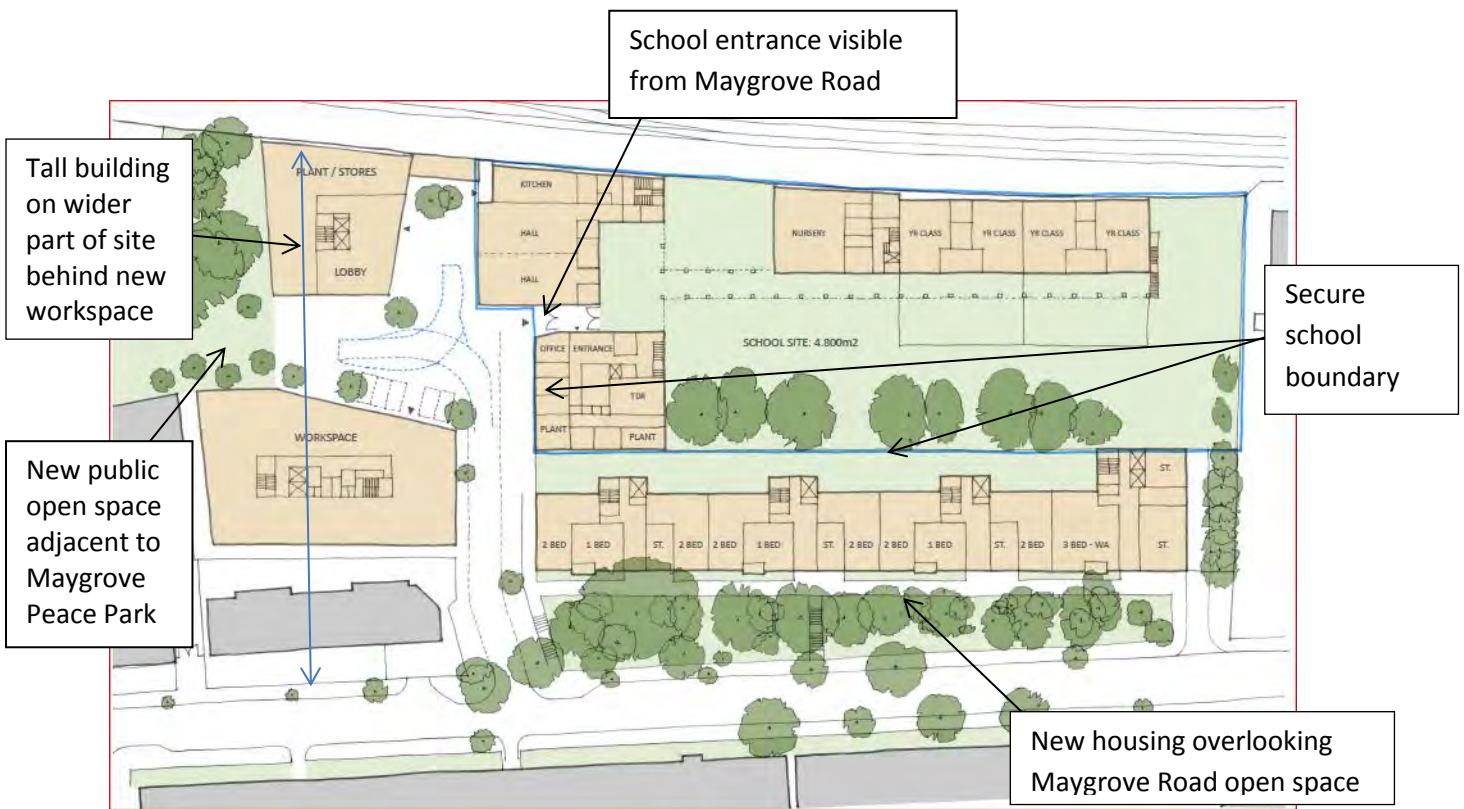 School entrance visible
from Maygrove Road
Tall building
on wider
part of site
behind new
workspace
PLANT / STORES
LOBBY
KITCHEN
HALL
HALL
NURSERY
YR CLASS
YR CLASS
YR CLASS
YR CLASS
Secure
school
boundary
OFFICE
ENTRANCE
SCHOOL SITE: 4.800m2
PLANT
PLANT
WORKSPACE
New public
open space
adjacent to
Maygrove
Peace Park
2 BED
1 BED
ST.
2 BED
2 BED
1 BED
ST.
2 BED
2 BED
1 BED
ST.
2 BED
3 BED - WA
ST.
ST.
New housing overlooking
Maygrove Road open space